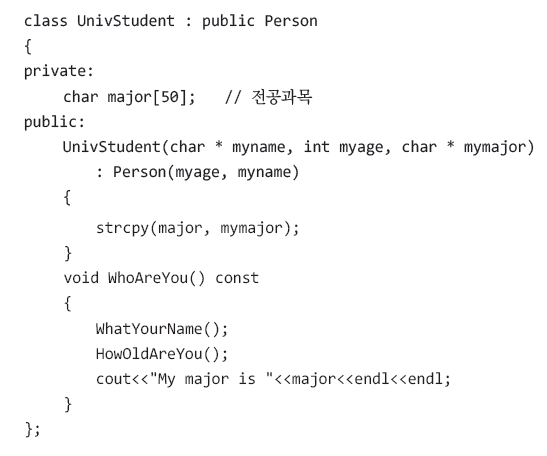 class UnivStudent : public Person
{
private:
    char major[50];   // 전공과목
public:
    UnivStudent(char * myname, int myage, char * mymajor)
        : Person(myage, myname)
    {
        strcpy(major, mymajor);
    }
    void WhoAreYou() const
    {
        WhatYourName();
        HowOldAreYou();
        cout<<"My major is "<<major<<endl<<endl;
    }
};